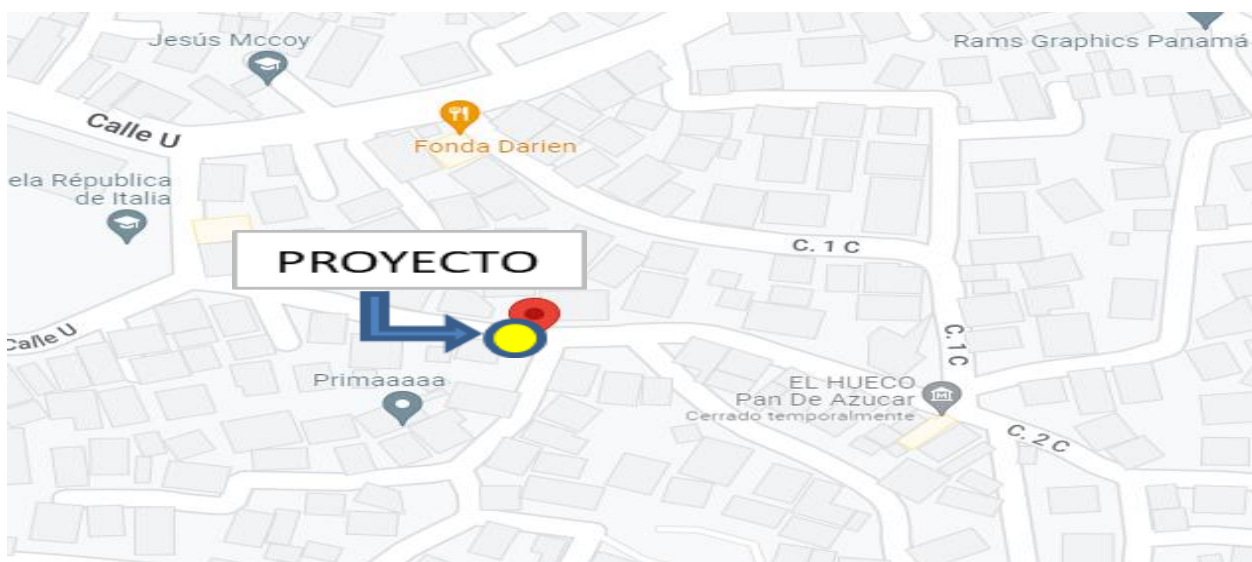 Jesús Mccoy
Rams Graphics Panamá
Calle U
Fonda Darien
ela Républica
de Italia
C. 1 C
PROYECTO
Calle U
C. 1 C
Primaaaaa
EL HUECO
Pan De Azucar
Cerrado temporalmente
C. 2 C